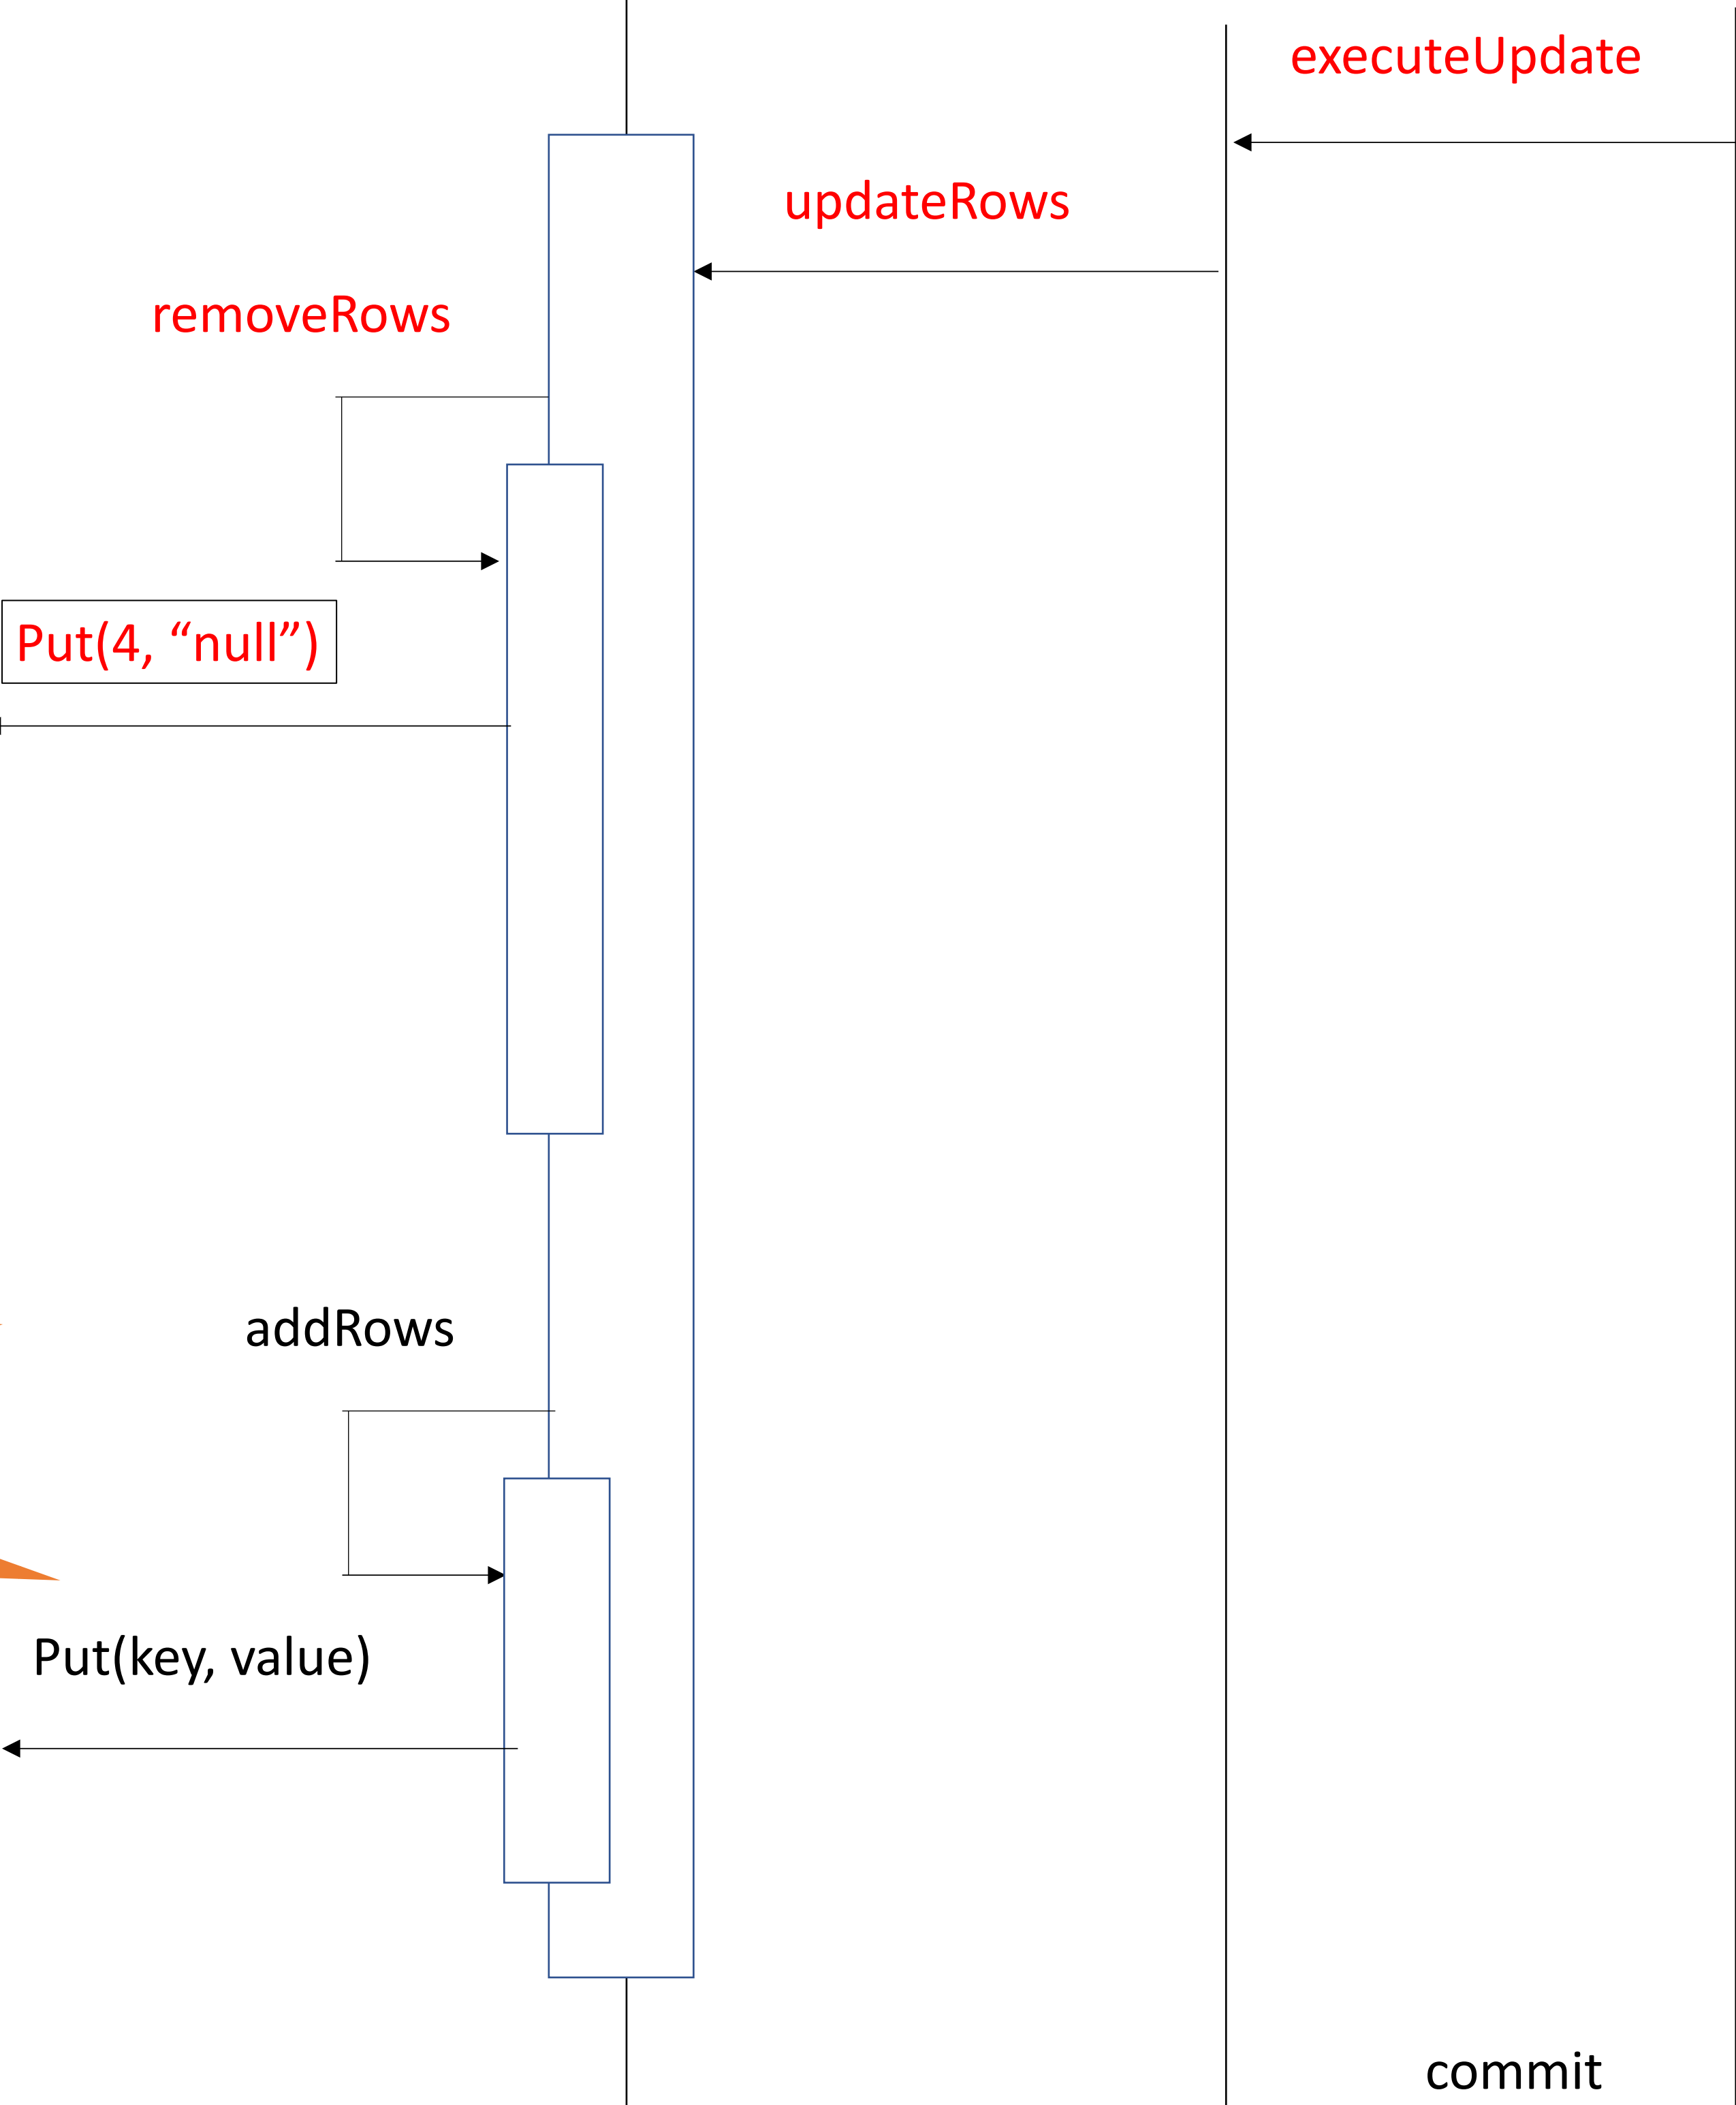 executeUpdate
updateRows
removeRows
Put(4, “null”)
addRows
Put(key, value)
commit